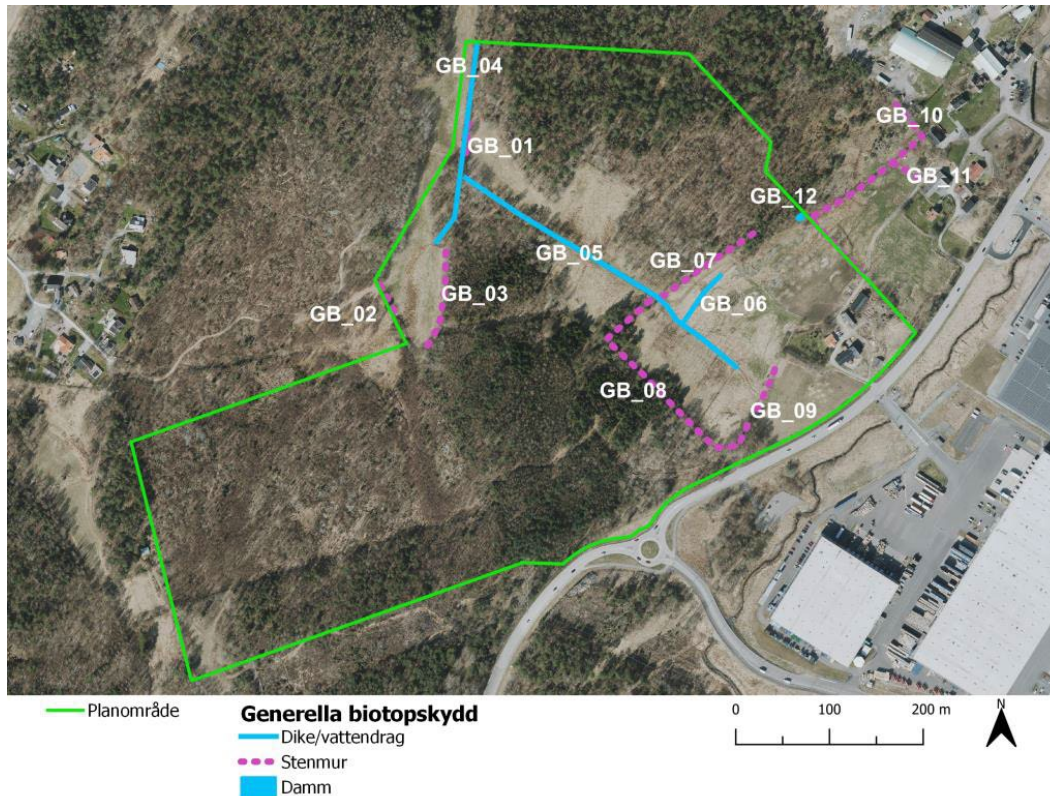 GB_04
GB_10
GB_01
GB_11
GB_12
GB_05
GB_07
GB_03
GB_06
GB_02
GB_08
GB_09
Planområde
Generella biotopskydd
Dike/vattendrag
Stenmur
Damm
0 100 200 m
N